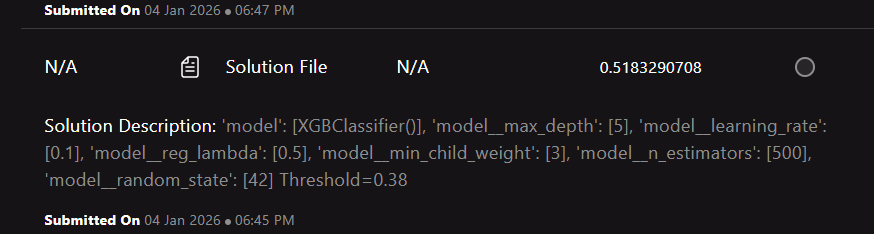 Submitted On 04 Jan 2026 ● 06:47 PM
N/A Solution File N/A 0.5183290708
Solution Description: 'model': [XGBClassifier()], 'model__max_depth': [5], 'model__learning_rate':
[0.1], 'model__reg_lambda': [0.5], 'model__min_child_weight': [3], 'model__n_estimators': [500],
'model__random_state': [42] Threshold=0.38
Submitted On 04 Jan 2026 ● 06:45 PM